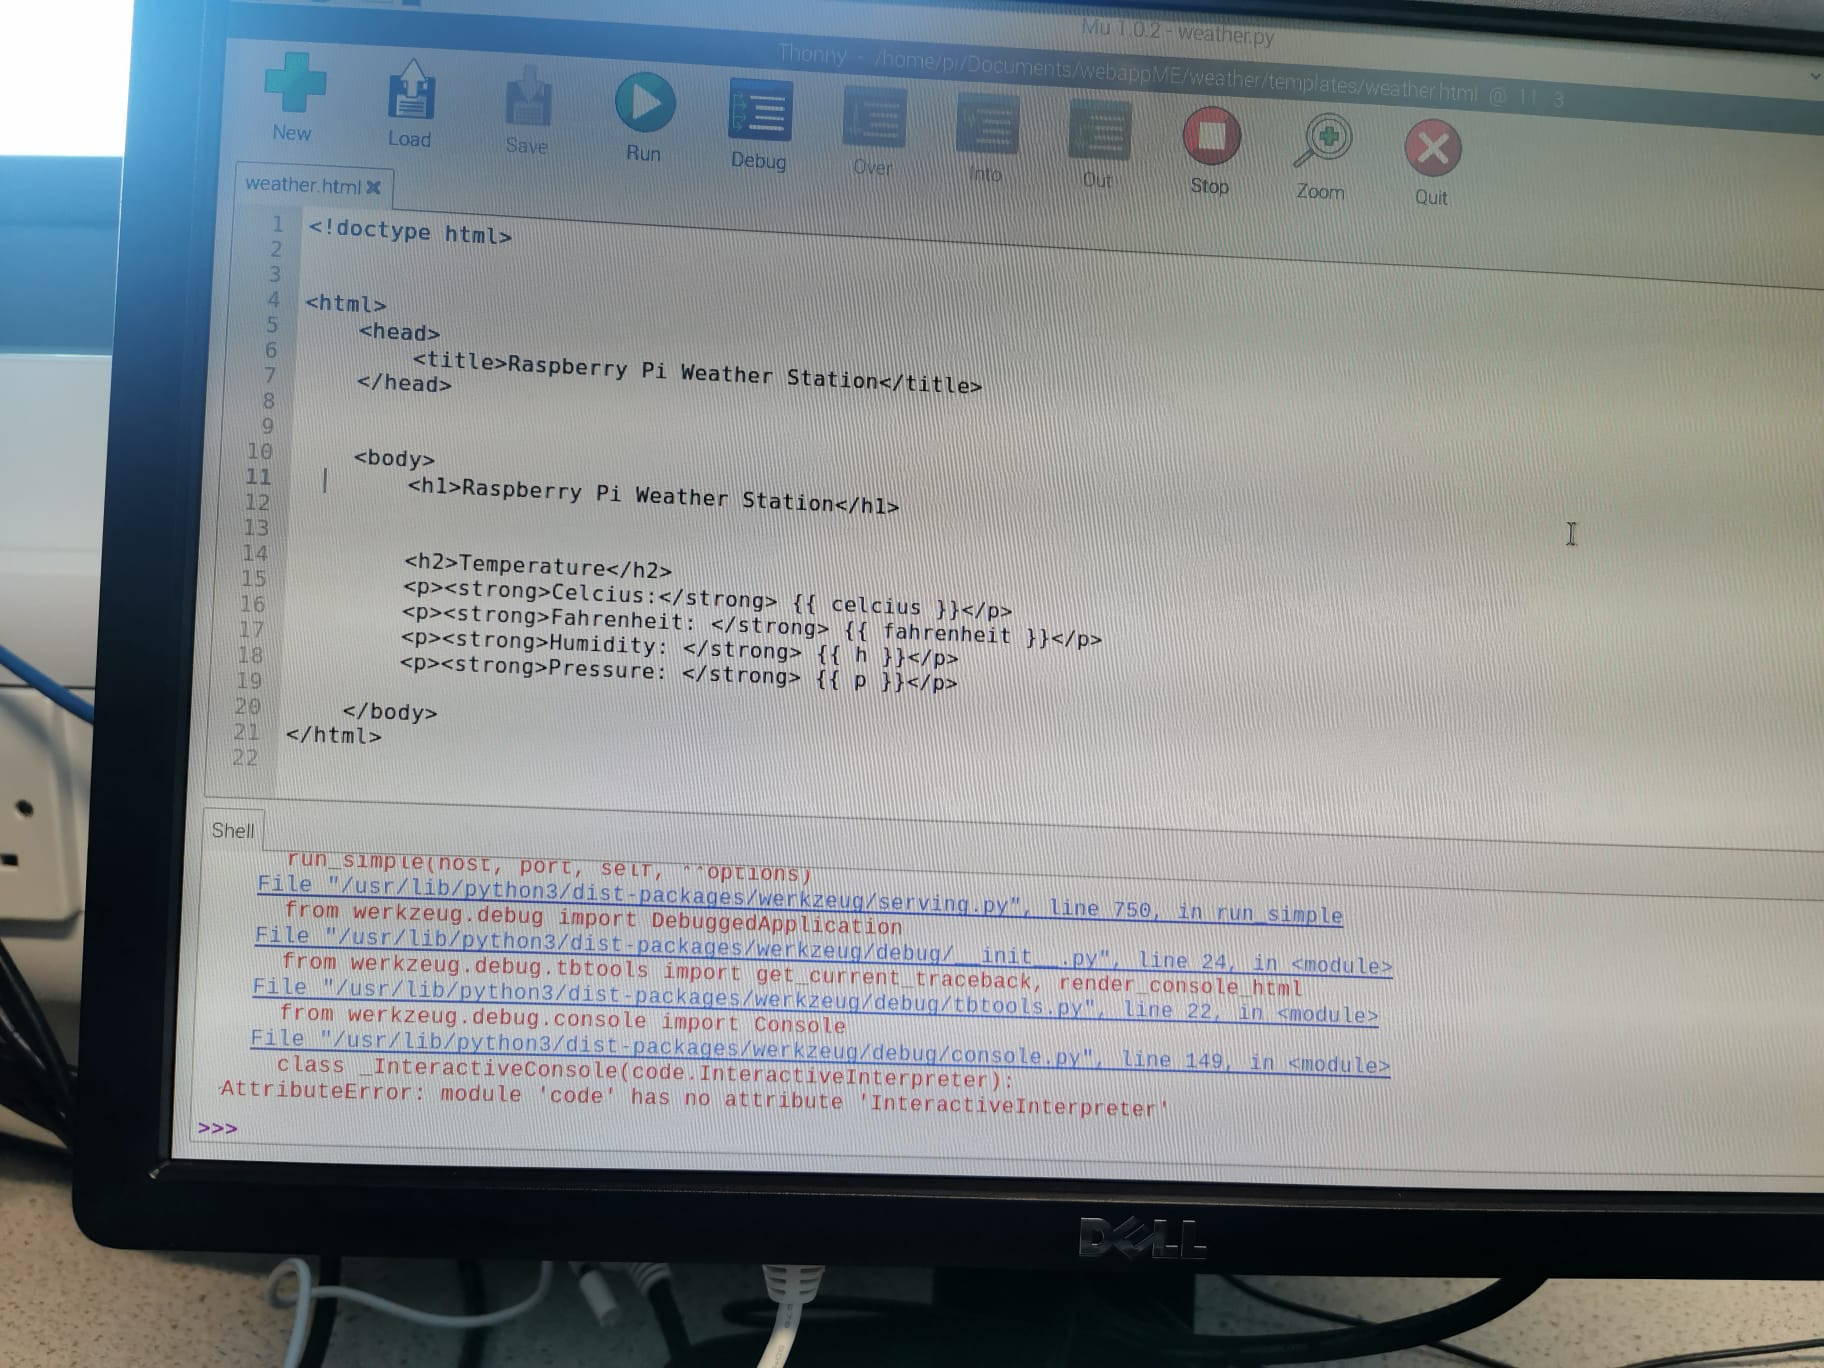 Mu 1.0.2 - weather.py
Thonny - /home/pi/Documents/webappME/weather/templates/weather.html @ 11 3
New Load Save Run Debug Over Into Out Stop Zoom Quit
weather.html
1 <!doctype html>
2
3
4 <html>
5 <head>
6 <title>Raspberry Pi Weather Station</title>
7 </head>
8
9
10 <body>
11 <h1>Raspberry Pi Weather Station</h1>
12
13
14 <h2>Temperature</h2>
15 <p><strong>Celcius:</strong> {{ celcius }}</p>
16 <p><strong>Fahrenheit: </strong> {{ fahrenheit }}</p>
17 <p><strong>Humidity: </strong> {{ h }}</p>
18 <p><strong>Pressure: </strong> {{ p }}</p>
19
20 </body>
21 </html>
22
Shell
run_simple(host, port, self, **options)
File "/usr/lib/python3/dist-packages/werkzeug/serving.py", line 750, in run_simple
from werkzeug.debug import DebuggedApplication
File "/usr/lib/python3/dist-packages/werkzeug/debug/__init__.py", line 24, in <module>
from werkzeug.debug.tbtools import get_current_traceback, render_console_html
File "/usr/lib/python3/dist-packages/werkzeug/debug/tbtools.py", line 22, in <module>
from werkzeug.debug.console import Console
File "/usr/lib/python3/dist-packages/werkzeug/debug/console.py", line 149, in <module>
class _InteractiveConsole(code.InteractiveInterpreter):
AttributeError: module 'code' has no attribute 'InteractiveInterpreter'
>>>
DELL